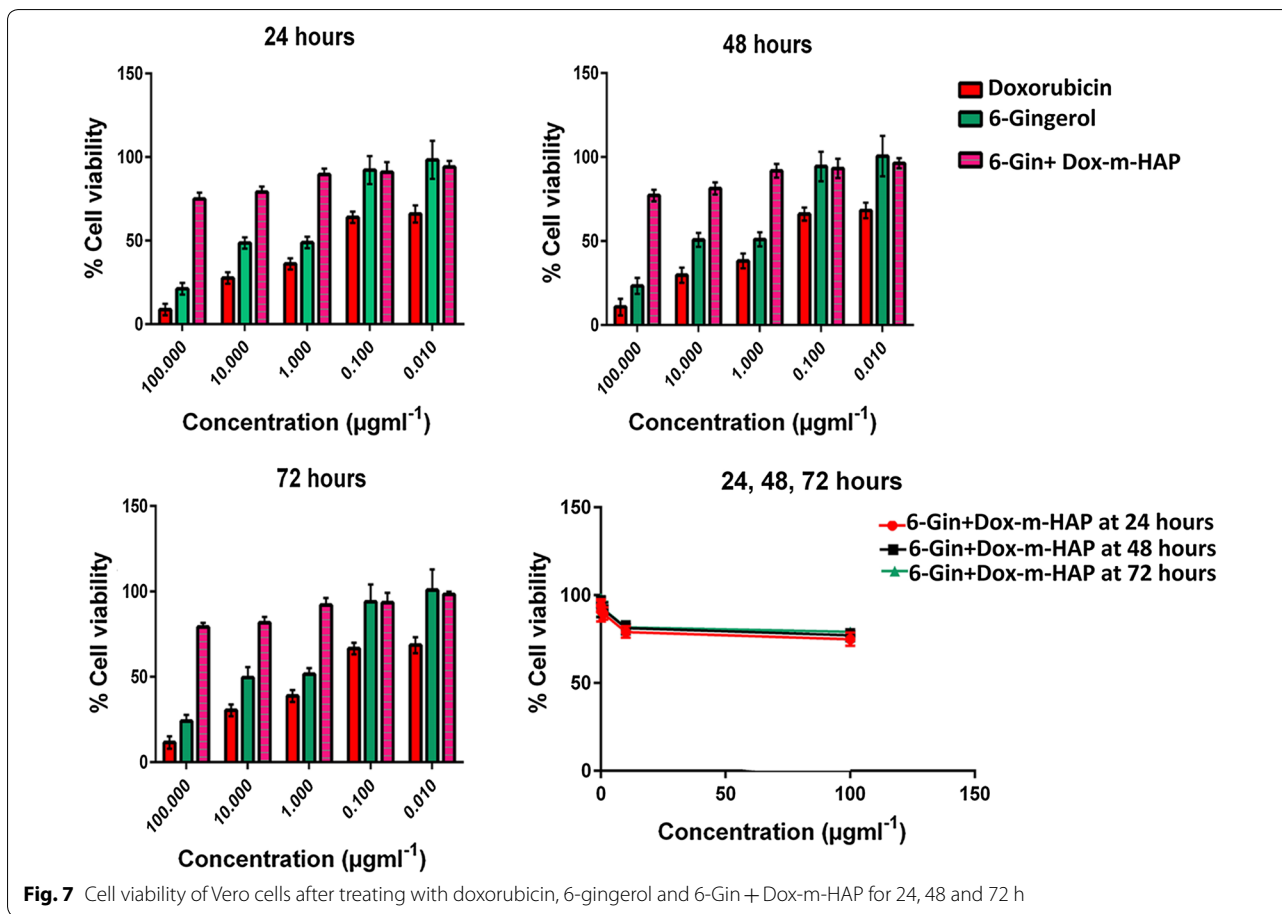 24 hours
150
100
50
0
% Cell viability
100.000
10.000
1.000
0.100
0.010
Concentration (µgml⁻¹)
48 hours
150
100
50
0
% Cell viability
100.000
10.000
1.000
0.100
0.010
Concentration (µgml⁻¹)
Doxorubicin
6-Gingerol
6-Gin+ Dox-m-HAP
72 hours
150
100
50
0
% Cell viability
100.000
10.000
1.000
0.100
0.010
Concentration (µgml⁻¹)
24, 48, 72 hours
150
100
50
0
% Cell viability
0
50
100
150
Concentration (µgml⁻¹)
6-Gin+Dox-m-HAP at 24 hours
6-Gin+Dox-m-HAP at 48 hours
6-Gin+Dox-m-HAP at 72 hours
Fig. 7 Cell viability of Vero cells after treating with doxorubicin, 6-gingerol and 6-Gin + Dox-m-HAP for 24, 48 and 72 h